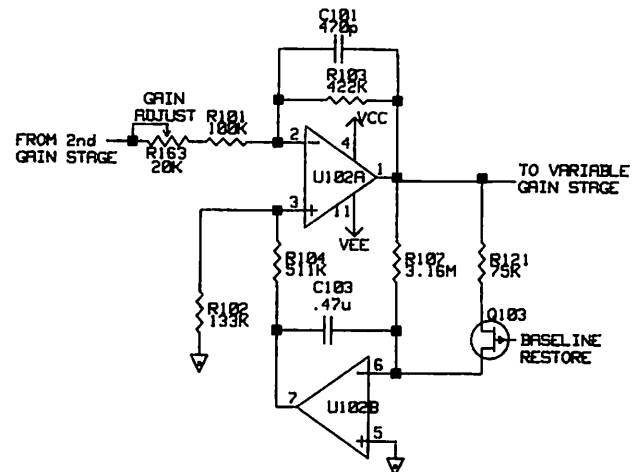 C101
470p
R103
422K
GAIN
ADJUST
R101
100K
FROM 2nd
GAIN STAGE
R163
20K
2
-
4
VCC
U102A
1
TO VARIABLE
GAIN STAGE
3
+
11
VEE
R104
511K
R107
3.16M
R121
75K
C103
.47u
R102
133K
Q103
BASELINE
RESTORE
6
-
7
U102B
5
+